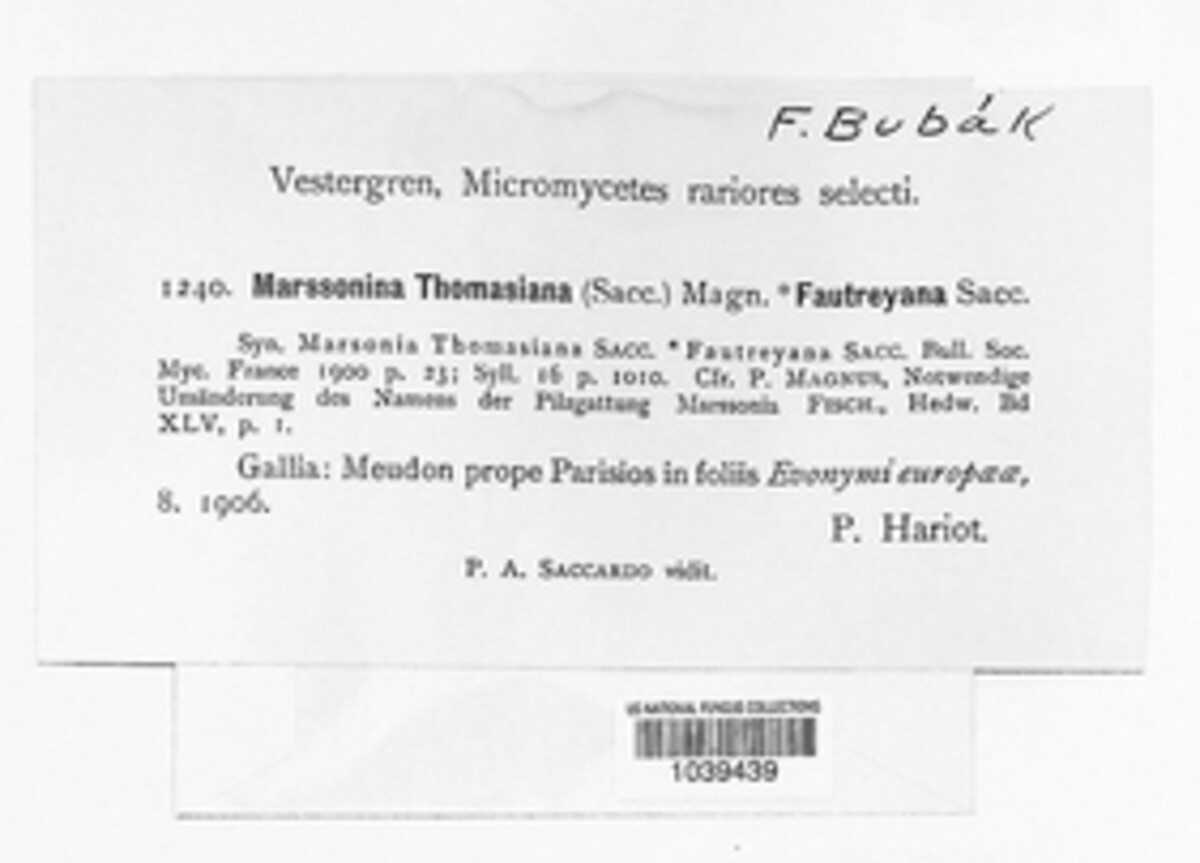 F. Bubák
Vestergren, Micromycetes rariores selecti.
1240. Marssonina Thomasiana (Sacc.) Magn. *Fautreyana Sacc.
Syn. Marsonia Thomasiana SACC. *Fautreyana SACC. Bull. Soc.
Myc. France 1900 p. 23; Syll. 16 p. 1010. Cfr. P. MAGNUS, Notwendige
Umänderung des Namens der Pilzgattung Marssonia FISCH., Hedw. Bd
XLV, p. 1.
Gallia: Meudon prope Parisios in foliis Evonymi europææ,
8. 1906.
P. Hariot.
P. A. SACCARDO vidit.
US NATIONAL FUNGUS COLLECTIONS
1039439